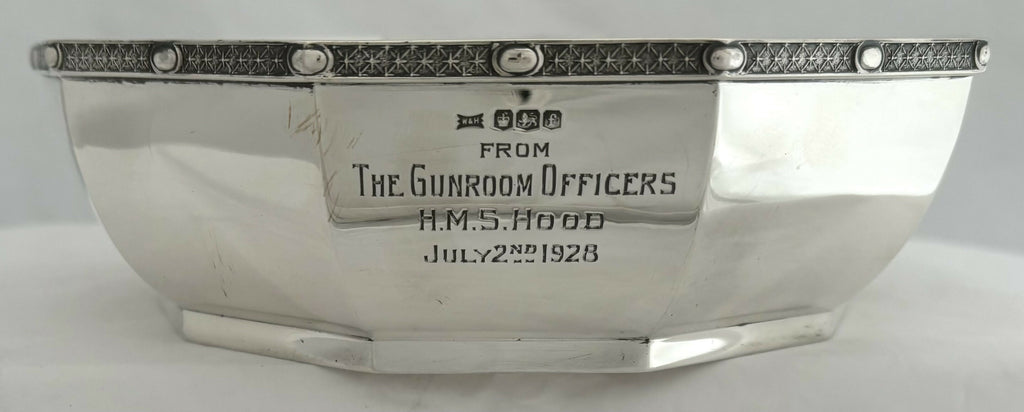 W&H
FROM
THE GUNROOM OFFICERS
H.M.S. HOOD
JULY 2ND 1928